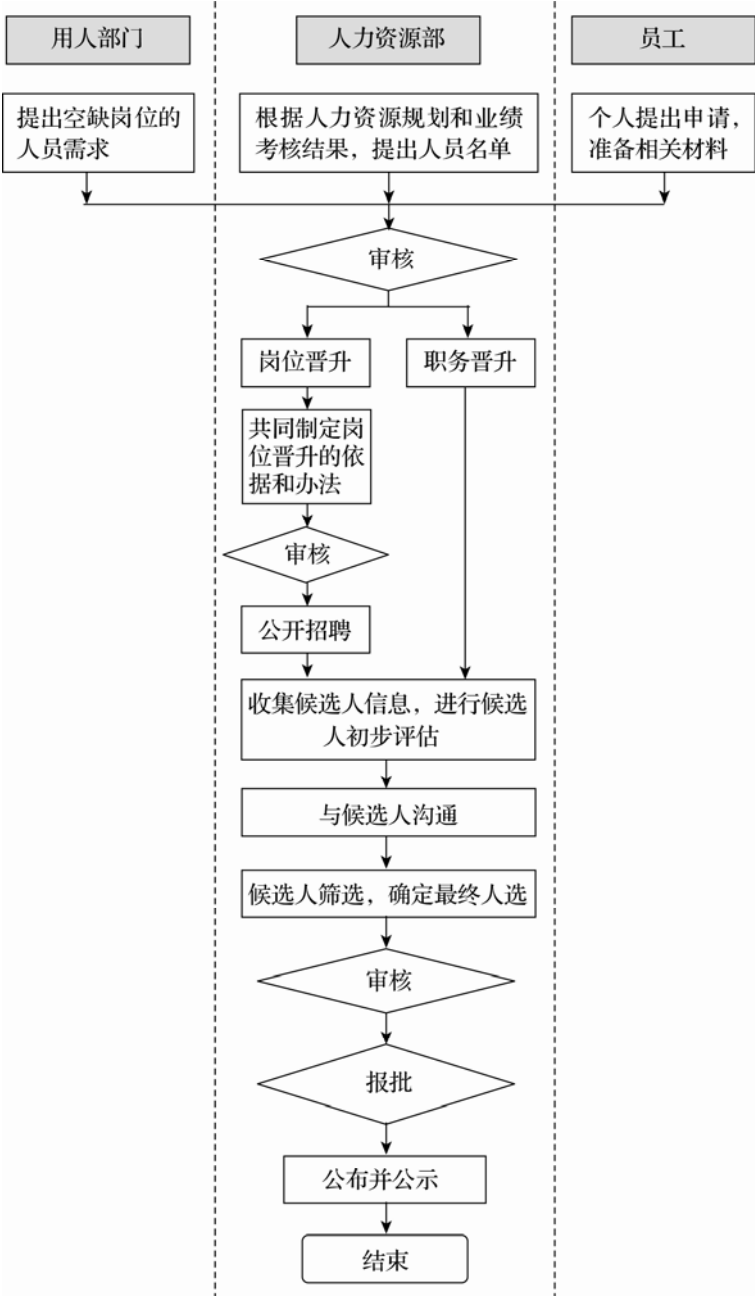 用人部门
人力资源部
员工
提出空缺岗位的
人员需求
根据人力资源规划和业绩
考核结果，提出人员名单
个人提出申请，
准备相关材料
审核
岗位晋升
职务晋升
共同制定岗
位晋升的依
据和办法
审核
公开招聘
收集候选人信息，进行候选
人初步评估
与候选人沟通
候选人筛选，确定最终人选
审核
报批
公布并公示
结束